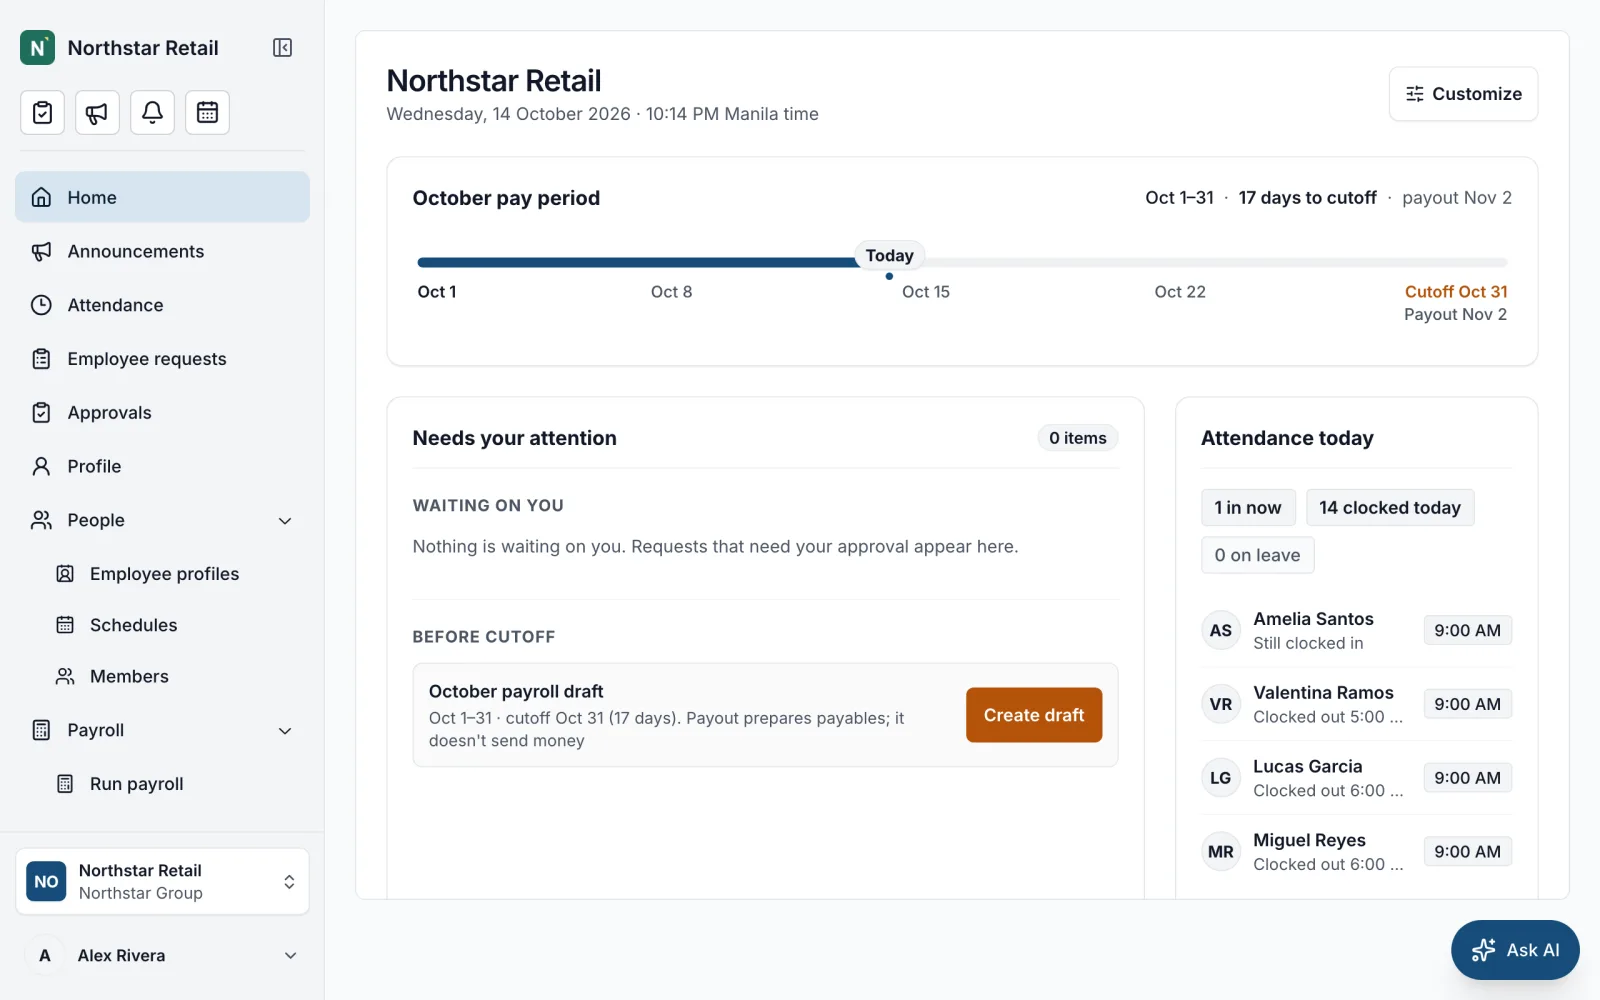 N
Northstar Retail
Home
Announcements
Attendance
Employee requests
Approvals
Profile
People
Employee profiles
Schedules
Members
Payroll
Run payroll
NO
Northstar Retail
Northstar Group
A
Alex Rivera
Northstar Retail
Wednesday, 14 October 2026 · 10:14 PM Manila time
Customize
October pay period
Oct 1–31 · 17 days to cutoff · payout Nov 2
Today
Oct 1
Oct 8
Oct 15
Oct 22
Cutoff Oct 31
Payout Nov 2
Needs your attention
0 items
WAITING ON YOU
Nothing is waiting on you. Requests that need your approval appear here.
BEFORE CUTOFF
October payroll draft
Oct 1–31 · cutoff Oct 31 (17 days). Payout prepares payables; it
doesn't send money
Create draft
Attendance today
1 in now
14 clocked today
0 on leave
AS
Amelia Santos
Still clocked in
9:00 AM
VR
Valentina Ramos
Clocked out 5:00 ...
9:00 AM
LG
Lucas Garcia
Clocked out 6:00 ...
9:00 AM
MR
Miguel Reyes
Clocked out 6:00 ...
9:00 AM
Ask AI